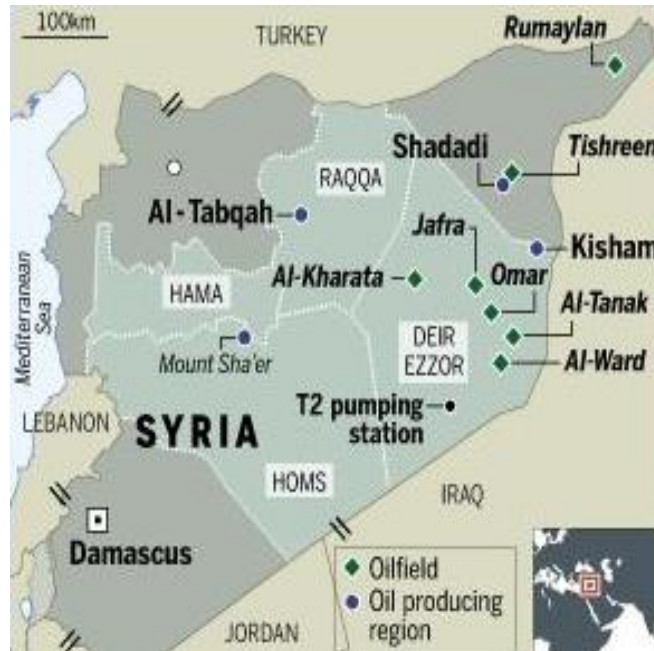 100km
TURKEY
Rumaylan
Shadadi
Tishreen
RAQQA
Al-Tabqah
Jafra
Kisham
Al-Kharata
Omar
HAMA
Al-Tanak
Mediterranean
Sea
Mount Sha'er
DEIR
EZZOR
Al-Ward
LEBANON
SYRIA
T2 pumping
station
HOMS
IRAQ
Damascus
Oilfield
Oil producing
region
JORDAN